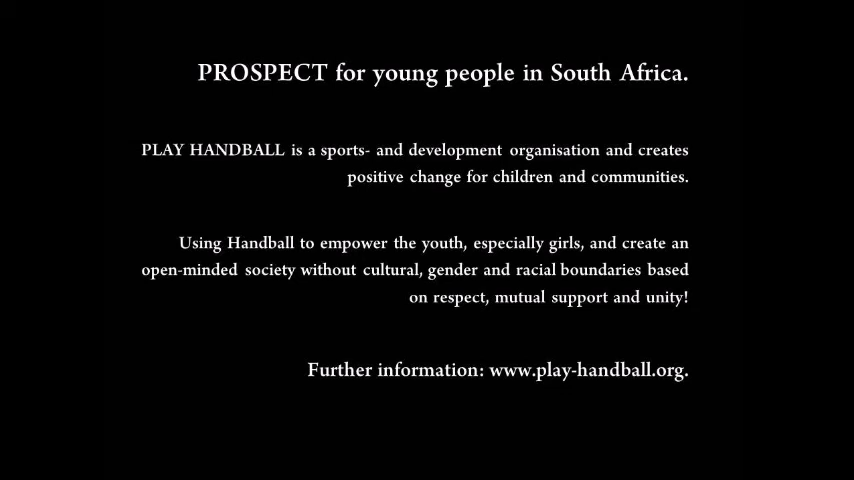 PROSPECT for young people in South Africa.
PLAY HANDBALL is a sports- and development organisation and creates
positive change for children and communities.
Using Handball to empower the youth, especially girls, and create an
open-minded society without cultural, gender and racial boundaries based
on respect, mutual support and unity!
Further information: www.play-handball.org.